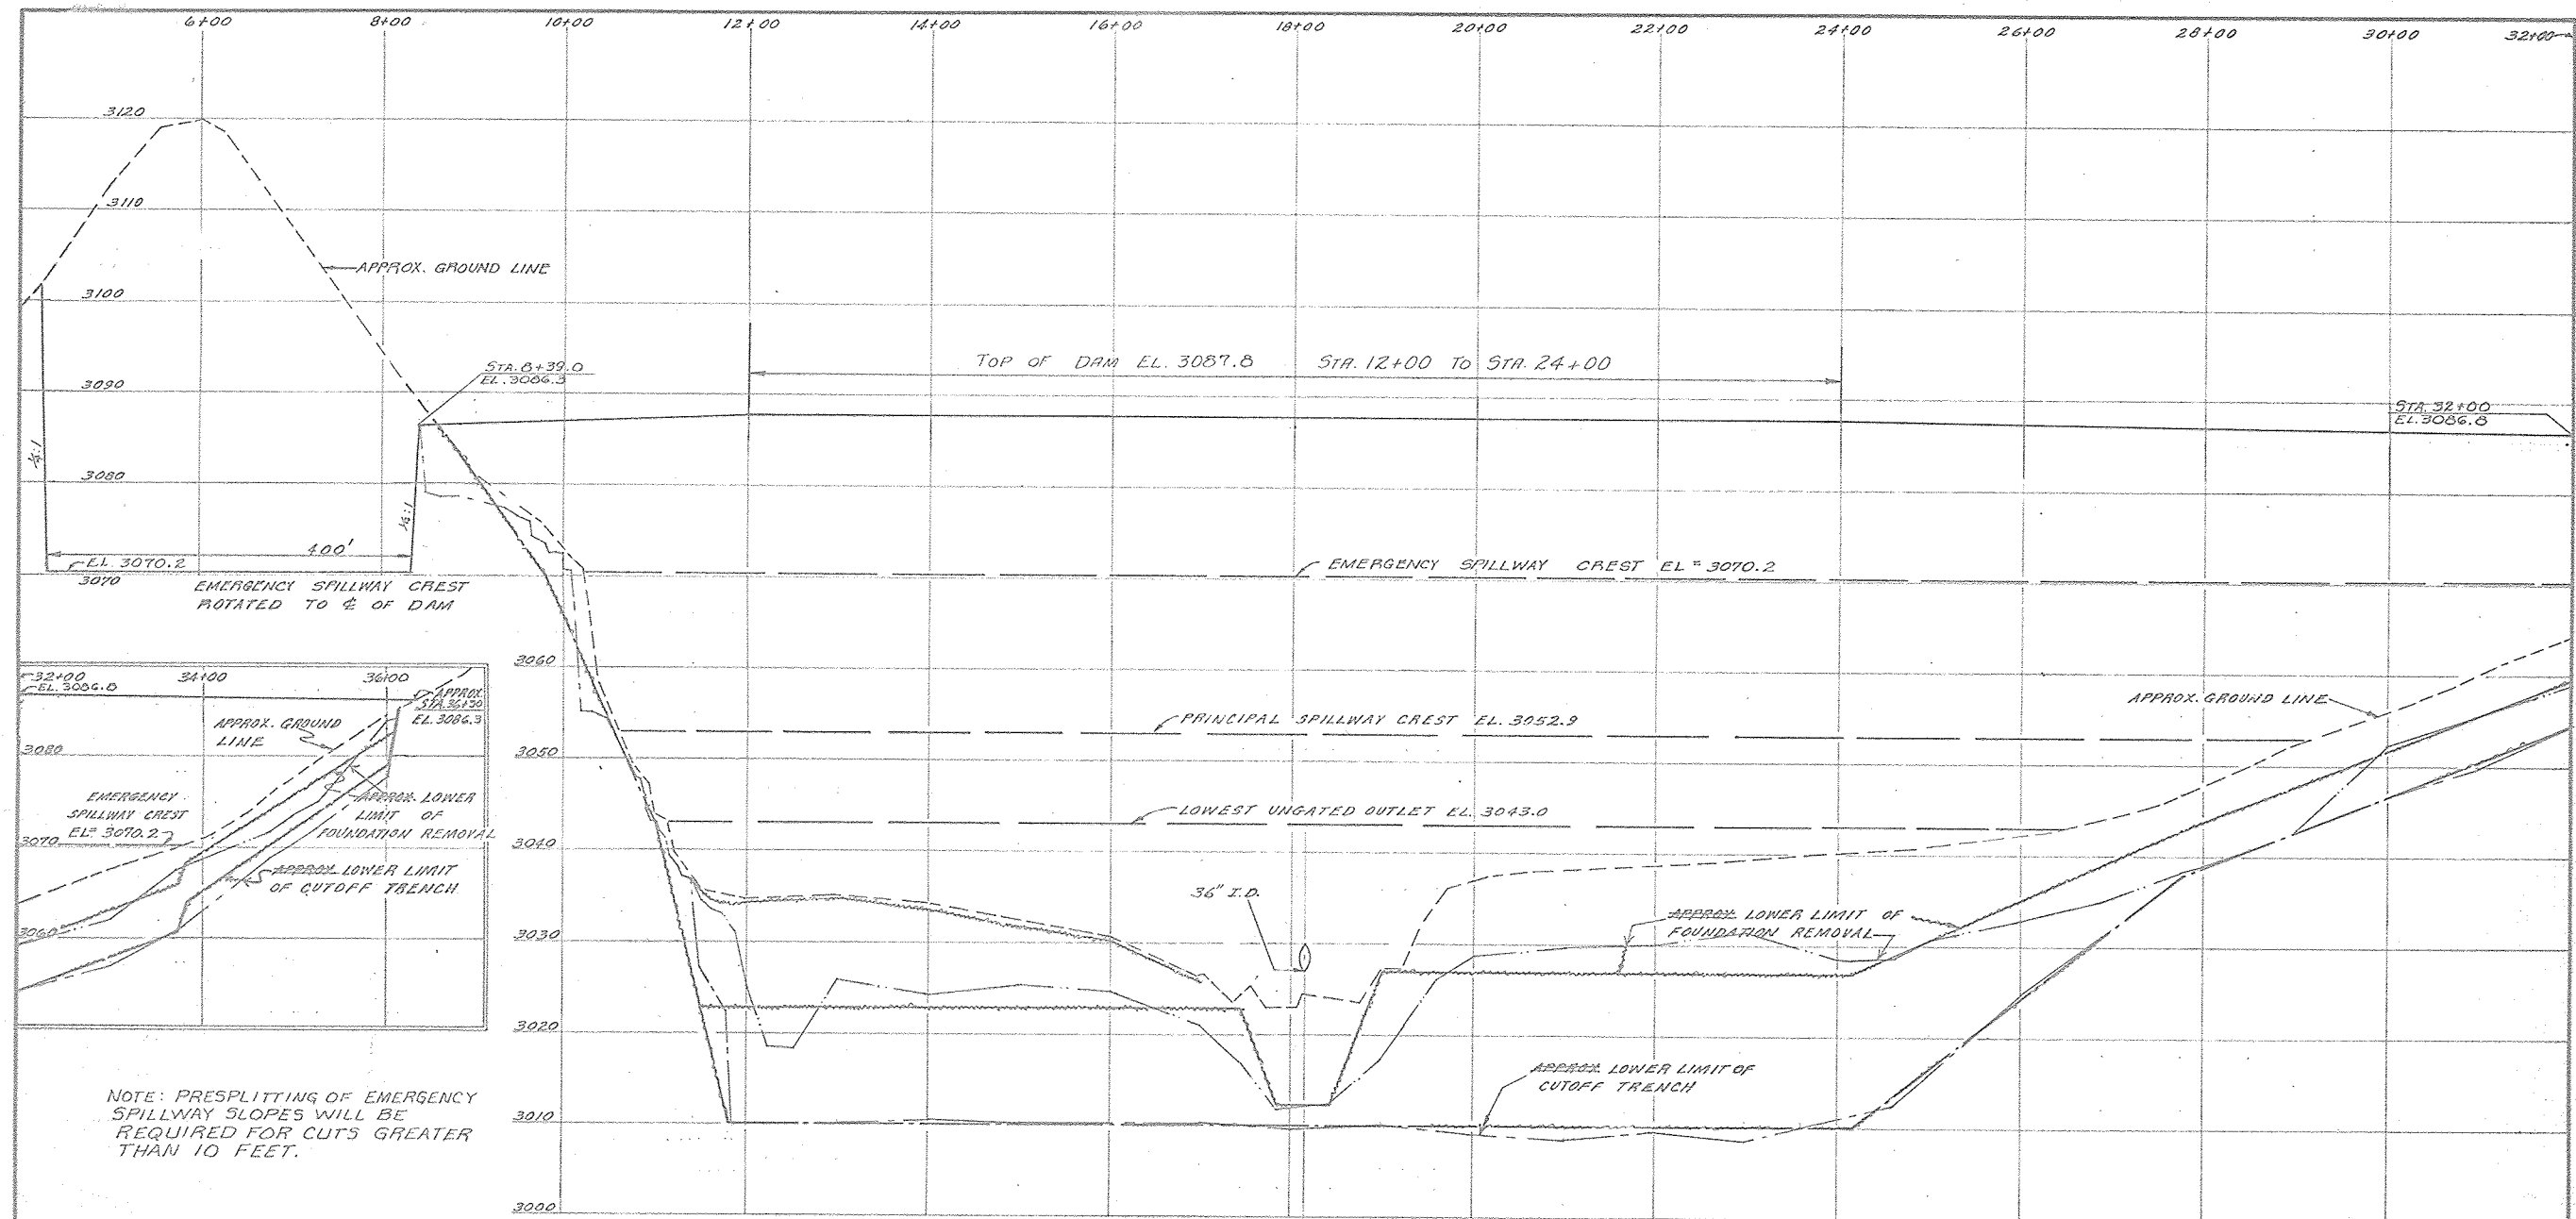 6+00 8+00 10+00 12+00 14+00 16+00 18+00 20+00 22+00 24+00 26+00 28+00 30+00 32+00
3120
3110
APPROX. GROUND LINE
3100
STA. 8+39.0
EL. 3086.3
TOP OF DAM EL. 3087.8 STA. 12+00 TO STA. 24+00
3090
STA. 32+00
EL. 3086.8
3080
400'
EL. 3070.2
3070
EMERGENCY SPILLWAY CREST
ROTATED TO ℄ OF DAM
EMERGENCY SPILLWAY CREST EL = 3070.2
3060
32+00 34+00 36+00
EL. 3086.8
APPROX.
STA. 36+30
EL. 3086.3
APPROX. GROUND
LINE
3080
EMERGENCY
SPILLWAY CREST
EL = 3070.2
APPROX. LOWER
LIMIT OF
FOUNDATION REMOVAL
3070
APPROX. LOWER LIMIT
OF CUTOFF TRENCH
3060
APPROX. GROUND LINE
PRINCIPAL SPILLWAY CREST EL. 3052.9
3050
LOWEST UNGATED OUTLET EL. 3043.0
3040
36" I.D.
APPROX. LOWER LIMIT OF
FOUNDATION REMOVAL
3030
3020
APPROX. LOWER LIMIT OF
CUTOFF TRENCH
NOTE: PRESPLITTING OF EMERGENCY
SPILLWAY SLOPES WILL BE
REQUIRED FOR CUTS GREATER
THAN 10 FEET.
3010
3000